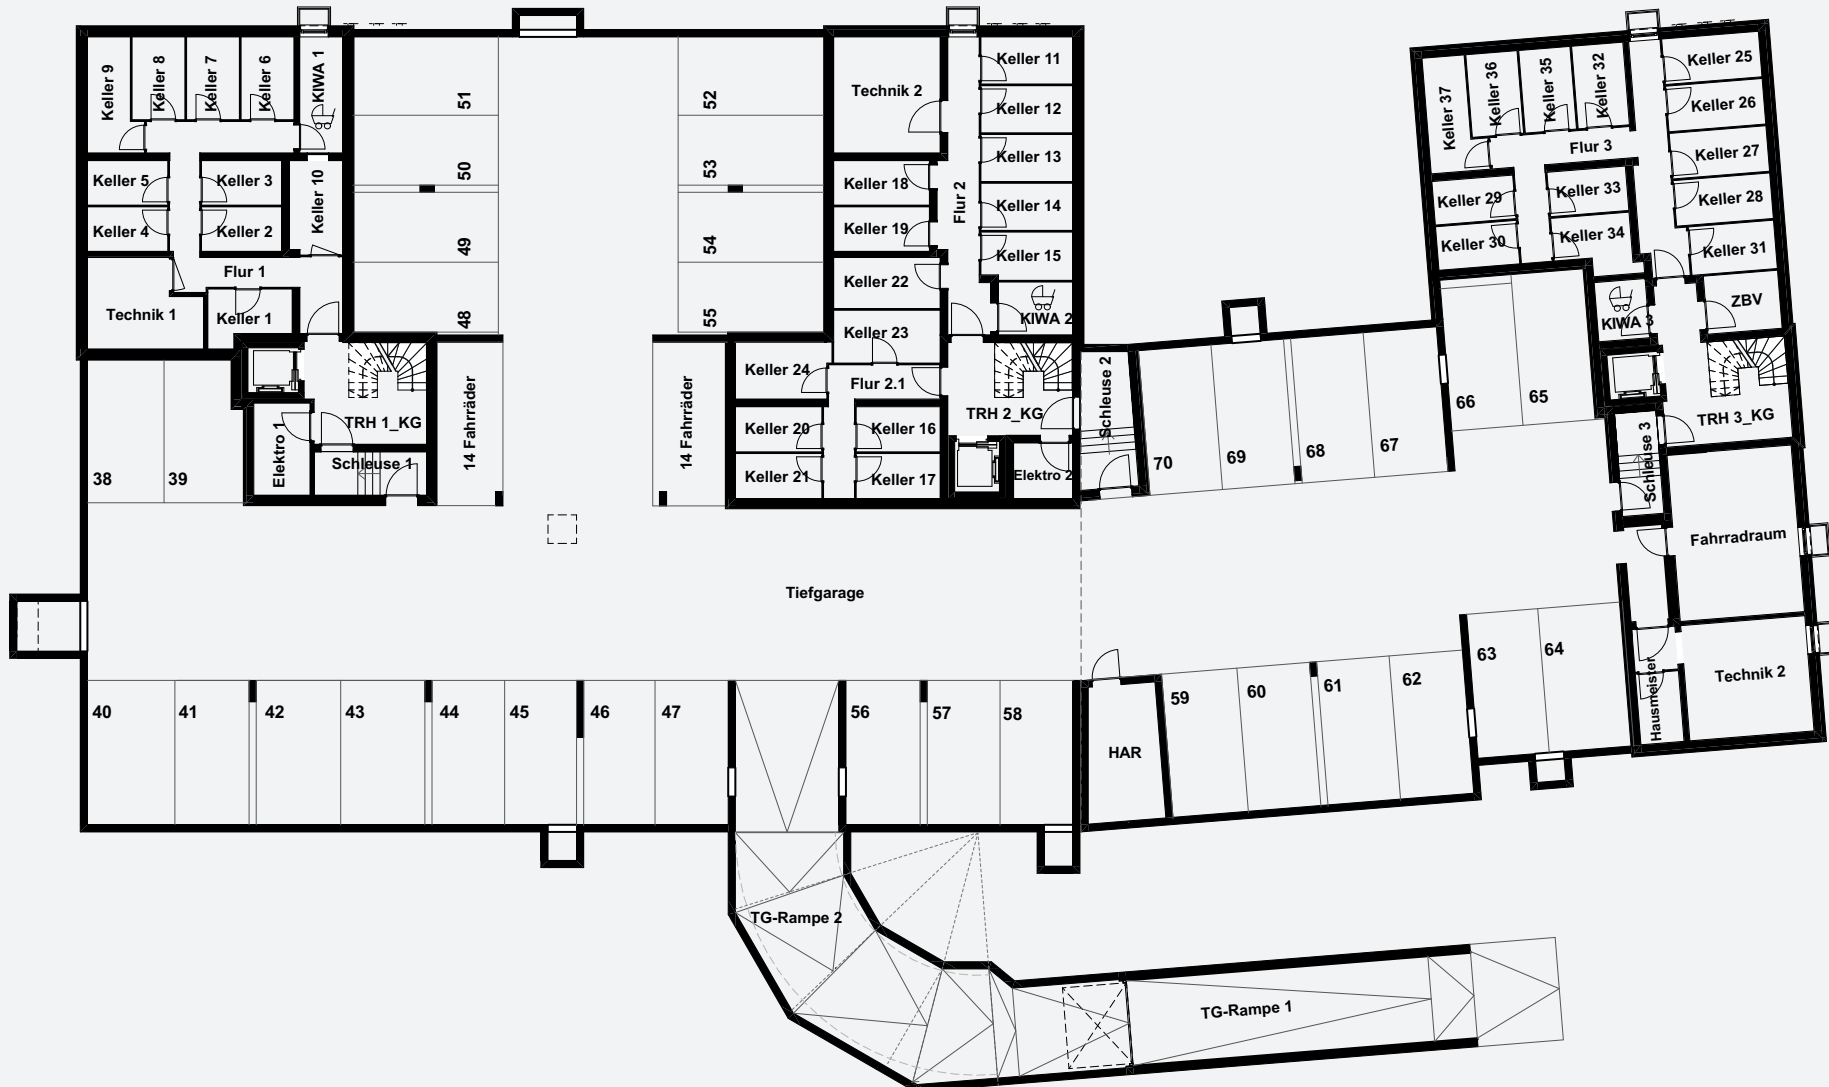 Keller 9
Keller 8
Keller 7
Keller 6
KIWA 1
Keller 5
Keller 3
Keller 4
Keller 2
Keller 10
Flur 1
Technik 1
Keller 1
TRH 1_KG
Elektro 1
Schleuse 1
38
39
51
50
49
48
52
53
54
55
14 Fahrräder
14 Fahrräder
Technik 2
Keller 11
Keller 12
Keller 13
Keller 14
Keller 15
KIWA 2
Flur 2
Keller 18
Keller 19
Keller 22
Keller 23
Keller 24
Flur 2.1
Keller 20
Keller 16
Keller 21
Keller 17
TRH 2_KG
Elektro 2
Schleuse 2
70
69
68
67
66
65
Keller 37
Keller 36
Keller 35
Keller 32
Keller 25
Keller 26
Keller 27
Keller 28
Keller 31
Flur 3
Keller 29
Keller 33
Keller 30
Keller 34
ZBV
KIWA 3
TRH 3_KG
Schleuse 3
Fahrradraum
Technik 2
Hausmeister
Tiefgarage
40
41
42
43
44
45
46
47
56
57
58
HAR
59
60
61
62
63
64
TG-Rampe 2
TG-Rampe 1